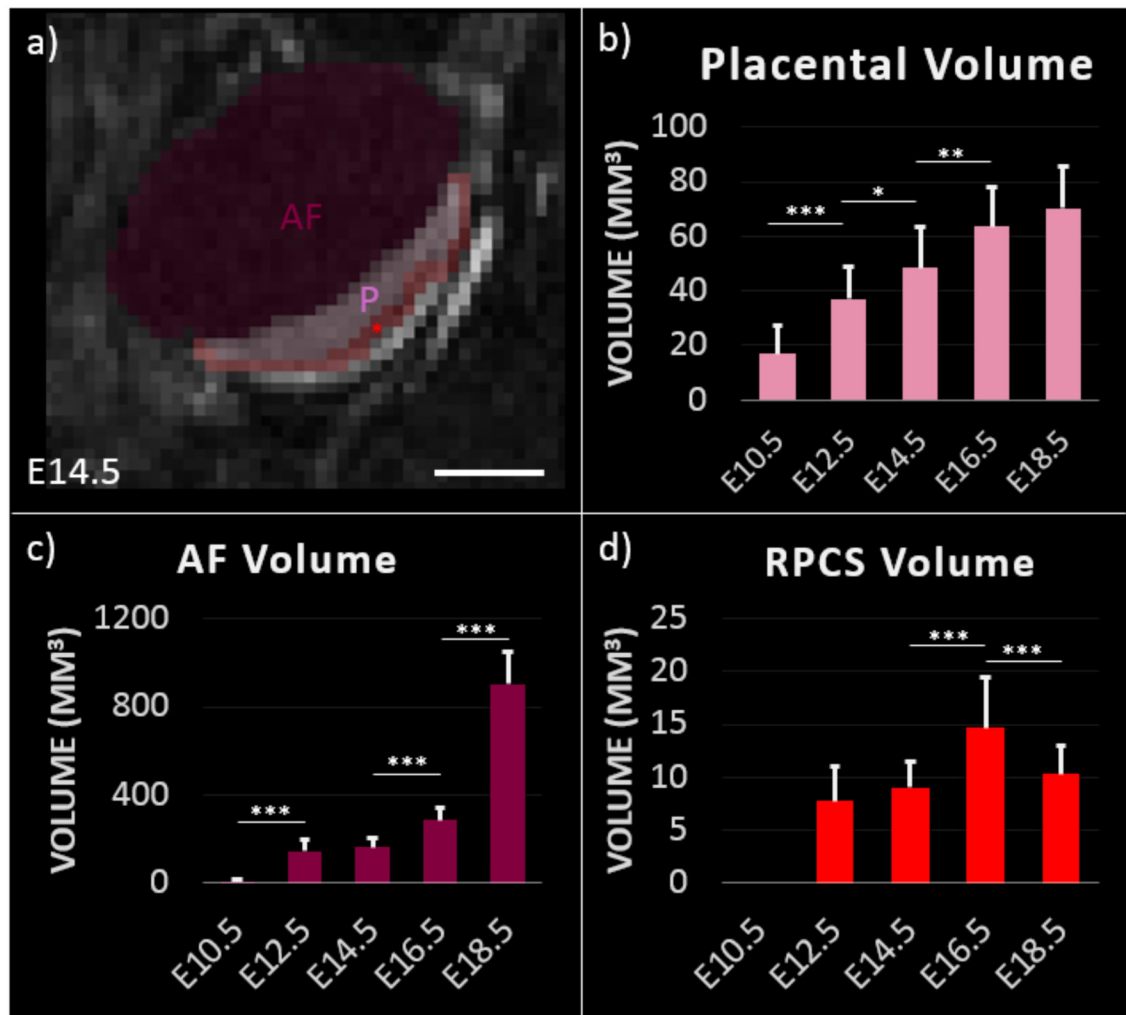 a)
AF
P
E14.5
b)
Placental Volume
VOLUME (MM³)
100
80
60
40
20
0
***
*
**
E10.5
E12.5
E14.5
E16.5
E18.5
c)
AF Volume
VOLUME (MM³)
1200
800
400
0
***
***
***
E10.5
E12.5
E14.5
E16.5
E18.5
d)
RPCS Volume
VOLUME (MM³)
25
20
15
10
5
0
***
***
E10.5
E12.5
E14.5
E16.5
E18.5